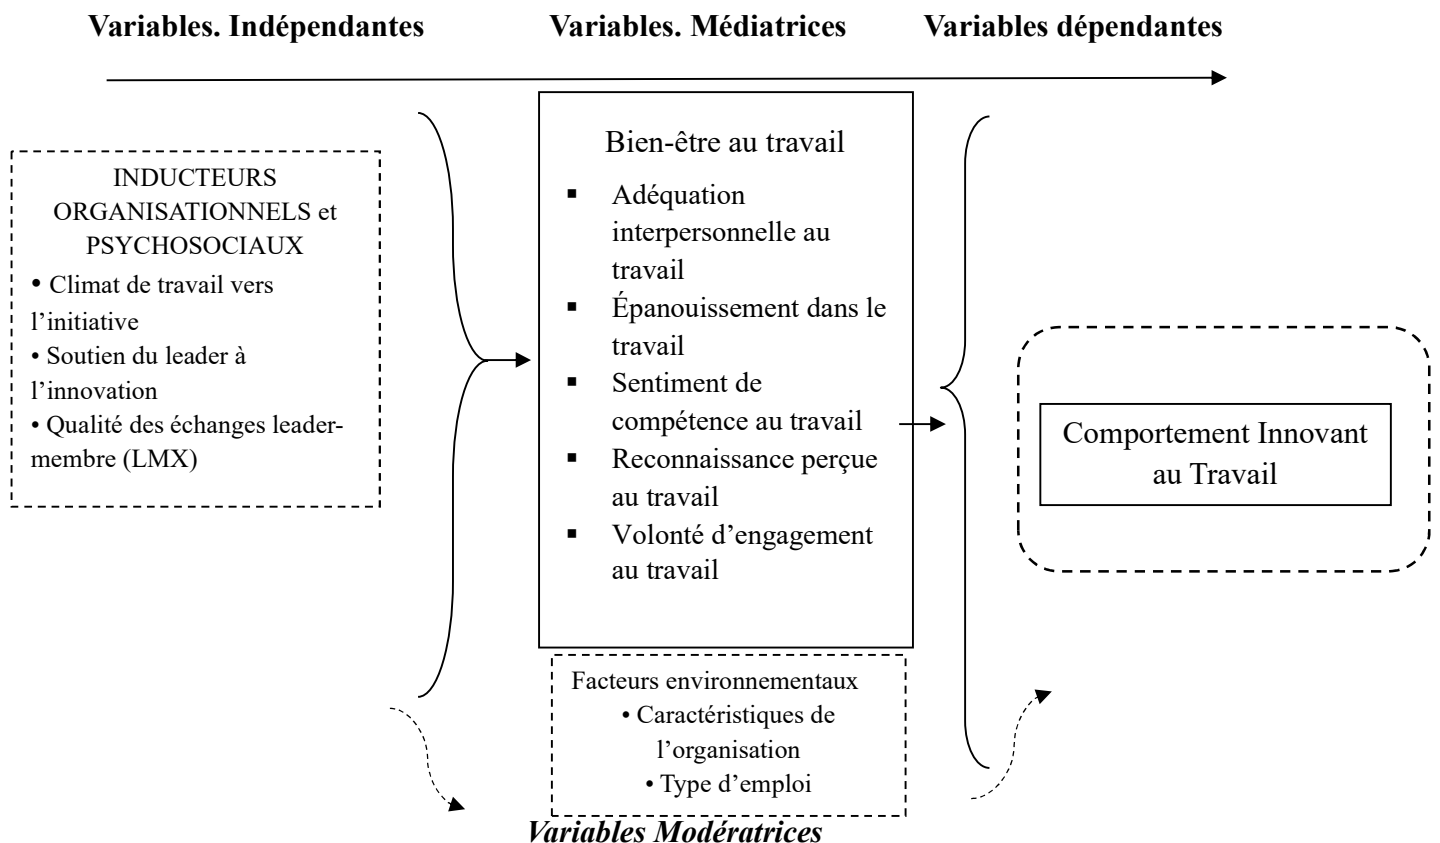 Variables. Indépendantes
Variables. Médiatrices
Variables dépendantes
INDUCTEURS
ORGANISATIONNELS et
PSYCHOSOCIAUX
• Climat de travail vers
l’initiative
• Soutien du leader à
l’innovation
• Qualité des échanges leader-
membre (LMX)
Bien-être au travail
▪ Adéquation
interpersonnelle au
travail
▪ Épanouissement dans le
travail
▪ Sentiment de
compétence au travail
▪ Reconnaissance perçue
au travail
▪ Volonté d’engagement
au travail
Comportement Innovant
au Travail
Facteurs environnementaux
• Caractéristiques de
l’organisation
• Type d’emploi
Variables Modératrices